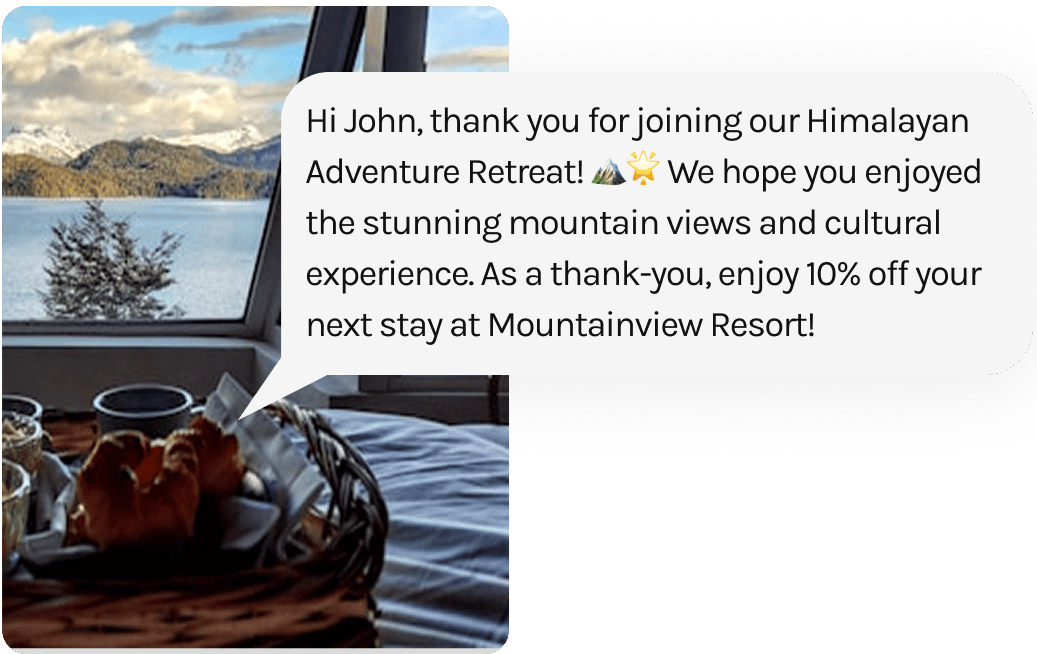 Hi John, thank you for joining our Himalayan
Adventure Retreat! ⛰️🌟 We hope you enjoyed
the stunning mountain views and cultural
experience. As a thank-you, enjoy 10% off your
next stay at Mountainview Resort!